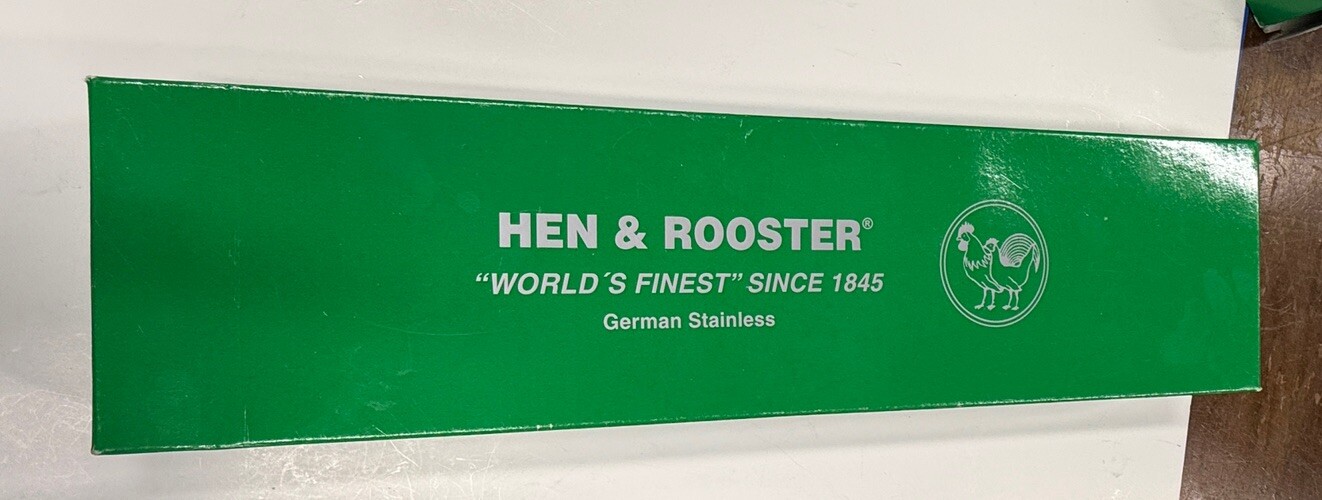 HEN & ROOSTER®
“WORLD´S FINEST” SINCE 1845
German Stainless